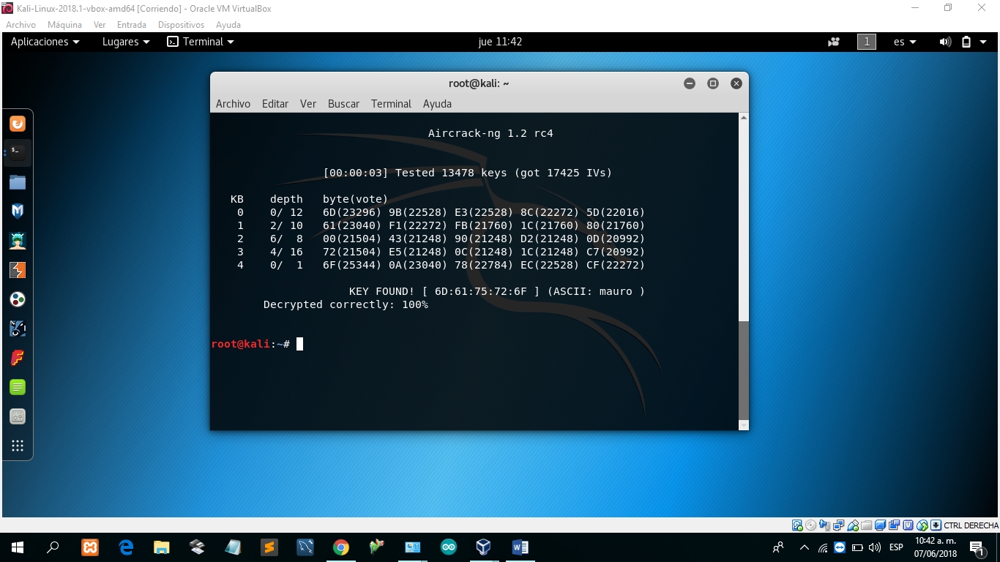 Kali-Linux-2018.1-vbox-amd64 [Corriendo] - Oracle VM VirtualBox
Archivo Máquina Ver Entrada Dispositivos Ayuda
Aplicaciones Lugares Terminal jue 11:42 1 es
root@kali: ~
Archivo Editar Ver Buscar Terminal Ayuda
Aircrack-ng 1.2 rc4
[00:00:03] Tested 13478 keys (got 17425 IVs)
KB depth byte(vote)
0 0/ 12 6D(23296) 9B(22528) E3(22528) 8C(22272) 5D(22016)
1 2/ 10 61(23040) F1(22272) FB(21760) 1C(21760) 80(21760)
2 6/ 8 00(21504) 43(21248) 90(21248) D2(21248) 0D(20992)
3 4/ 16 72(21504) E5(21248) 0C(21248) 1C(21248) C7(20992)
4 0/ 1 6F(25344) 0A(23040) 78(22784) EC(22528) CF(22272)
KEY FOUND! [ 6D:61:75:72:6F ] (ASCII: mauro )
Decrypted correctly: 100%
root@kali:~#
CTRL DERECHA
ESP 10:42 a. m.
07/06/2018 1